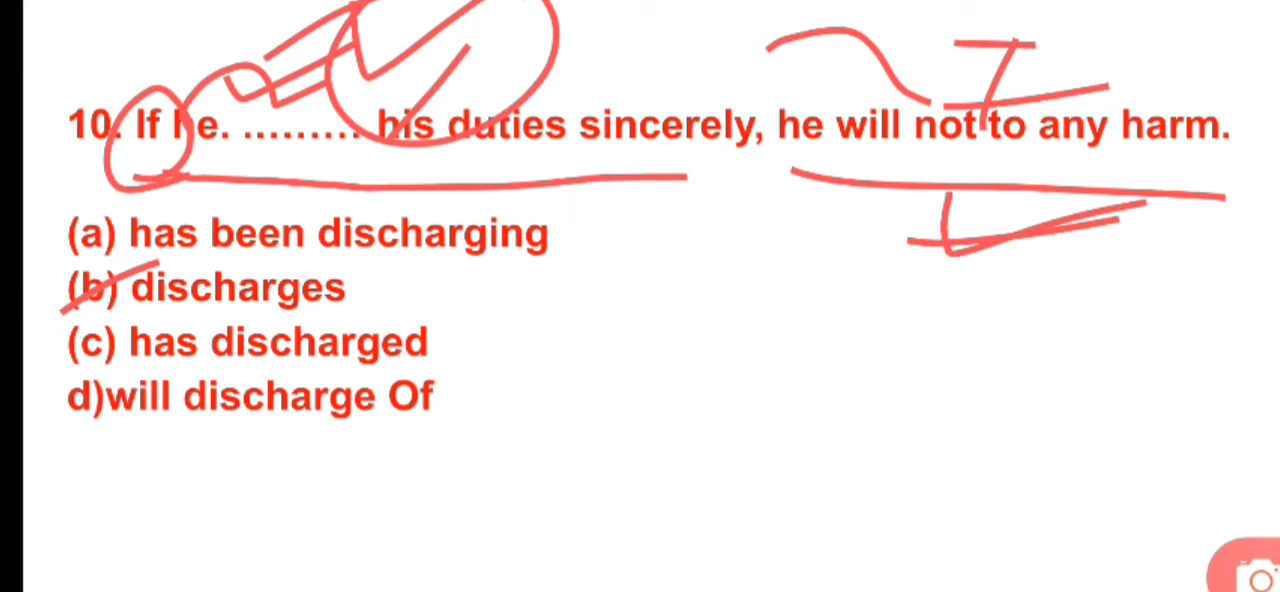 10. If he. ......... his duties sincerely, he will not to any harm.
(a) has been discharging
(b) discharges
(c) has discharged
d)will discharge Of